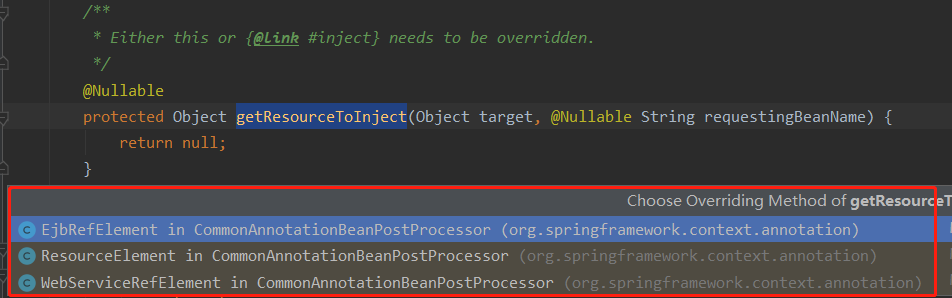 /**
* Either this or {@link #inject} needs to be overridden.
*/
@Nullable
protected Object getResourceToInject(Object target, @Nullable String requestingBeanName) {
return null;
}
Choose Overriding Method of getResourceT
EjbRefElement in CommonAnnotationBeanPostProcessor (org.springframework.context.annotation)
ResourceElement in CommonAnnotationBeanPostProcessor (org.springframework.context.annotation)
WebServiceRefElement in CommonAnnotationBeanPostProcessor (org.springframework.context.annotation)